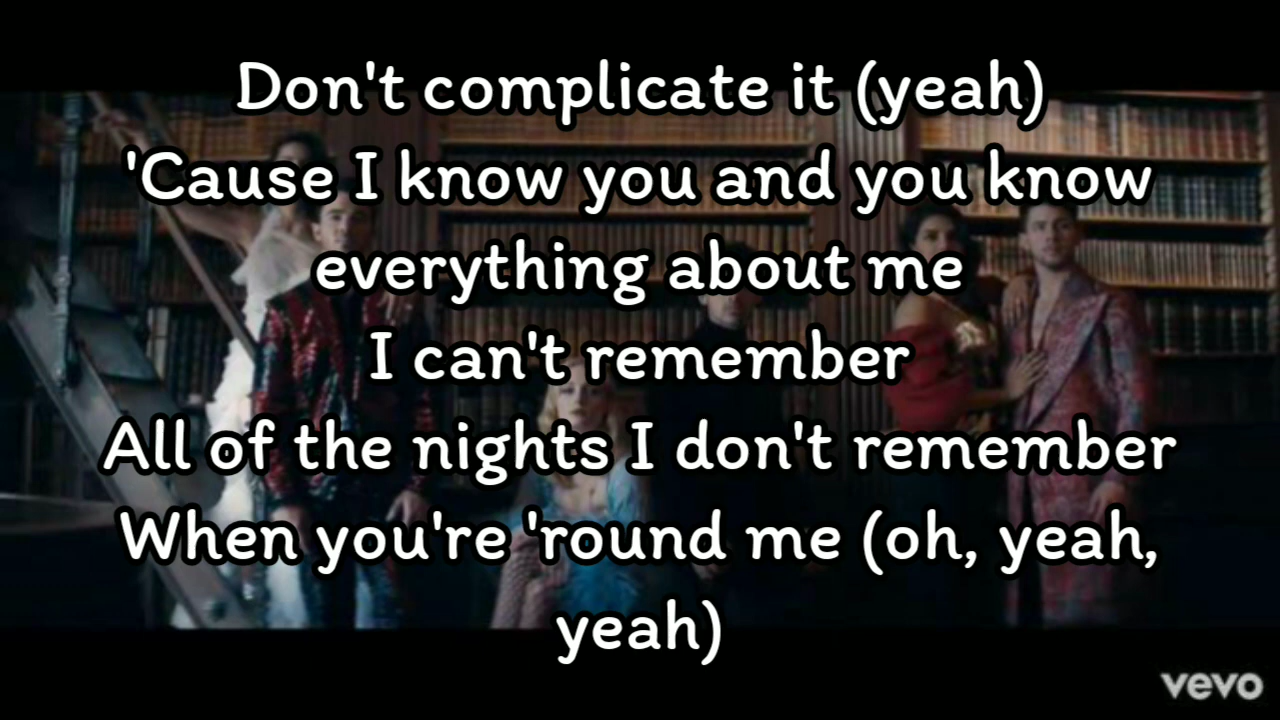 Don't complicate it (yeah)
'Cause I know you and you know
everything about me
I can't remember
All of the nights I don't remember
When you're 'round me (oh, yeah,
yeah)
vevo